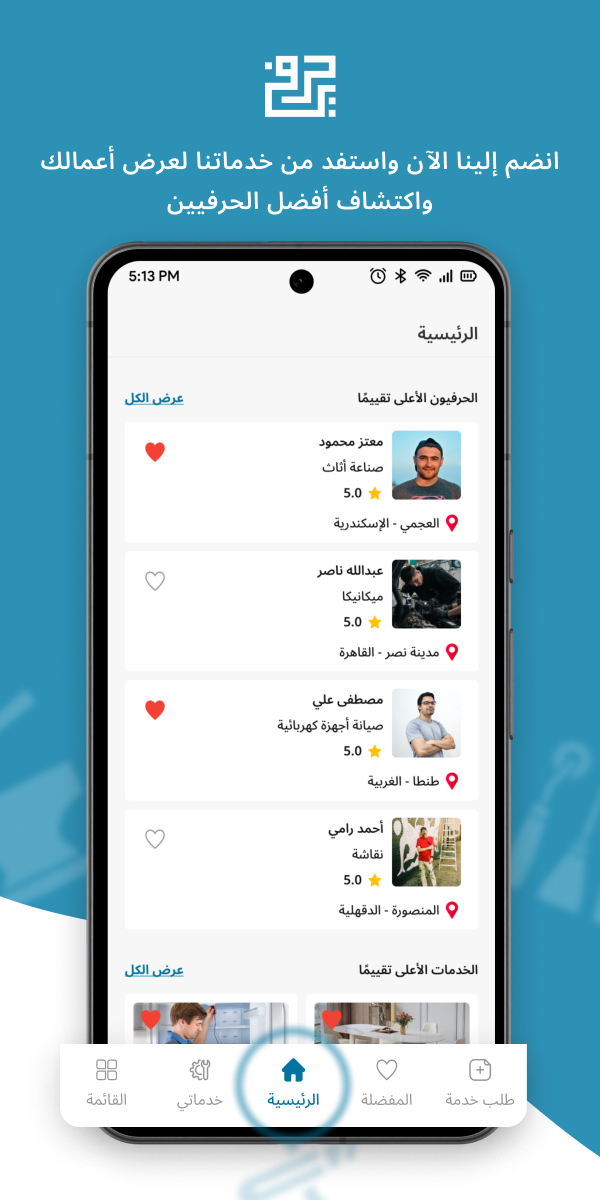 انضم إلينا الآن واستفد من خدماتنا لعرض أعمالك
واكتشاف أفضل الحرفيين
5:13 PM
الرئيسية
الحرفيون الأعلى تقييمًا
عرض الكل
معتز محمود
صناعة أثاث
5.0
العجمي - الإسكندرية
عبدالله ناصر
ميكانيكا
5.0
مدينة نصر - القاهرة
مصطفى علي
صيانة أجهزة كهربائية
5.0
طنطا - الغربية
أحمد رامي
نقاشة
5.0
المنصورة - الدقهلية
الخدمات الأعلى تقييمًا
عرض الكل
طلب خدمة
المفضلة
الرئيسية
خدماتي
القائمة